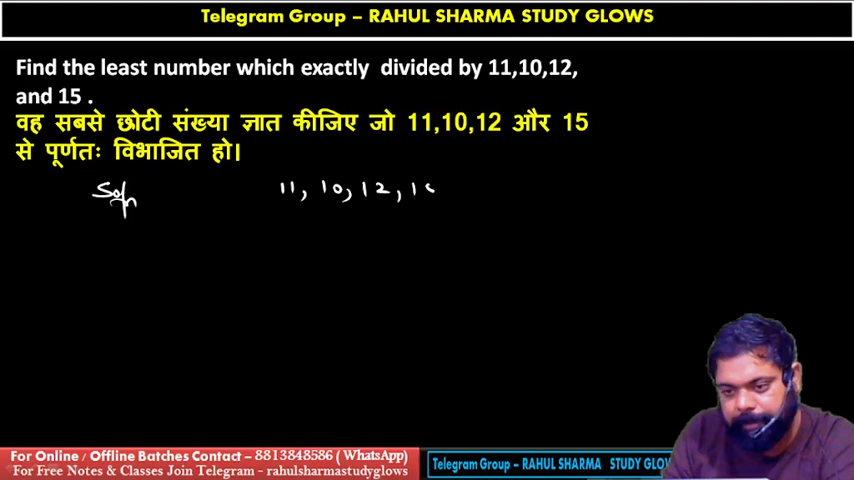 Telegram Group – RAHUL SHARMA STUDY GLOWS
Find the least number which exactly divided by 11,10,12,
and 15 .
वह सबसे छोटी संख्या ज्ञात कीजिए जो 11,10,12 और 15
से पूर्णतः विभाजित हो।
Soln 11, 10, 12, 1
For Online / Offline Batches Contact – 8813848586 ( WhatsApp)
For Free Notes & Classes Join Telegram - rahulsharmastudyglows
Telegram Group – RAHUL SHARMA STUDY GLOW